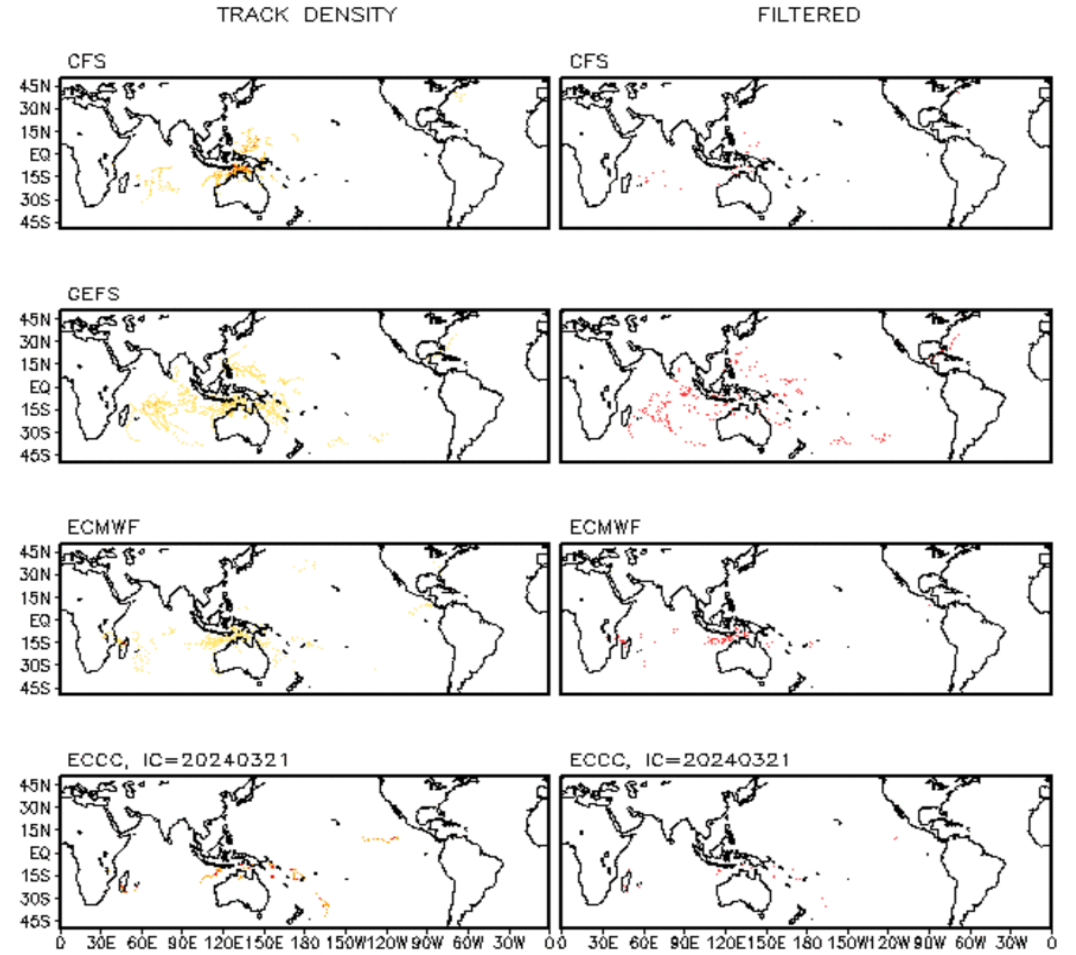 TRACK DENSITY FILTERED
CFS CFS
45N
30N
15N
EQ
15S
30S
45S
GEFS
45N
30N
15N
EQ
15S
30S
45S
ECMWF ECMWF
45N
30N
15N
EQ
15S
30S
45S
ECCC, IC=20240321 ECCC, IC=20240321
45N
30N
15N
EQ
15S
30S
45S
0 30E 60E 90E 120E 150E 180 150W 120W 90W 60W 30W 0 0 30E 60E 90E 120E 150E 180 150W 120W 90W 60W 30W 0